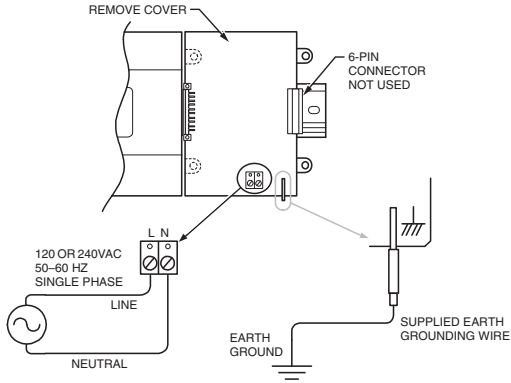 REMOVE COVER
6-PIN
CONNECTOR
NOT USED
L N
120 OR 240VAC
50–60 HZ
SINGLE PHASE
LINE
NEUTRAL
EARTH
GROUND
SUPPLIED EARTH
GROUNDING WIRE